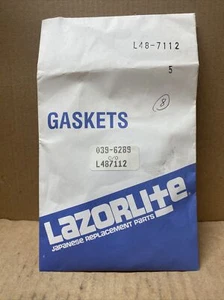 L48-7112
5
8
GASKETS
039-6289
L487112
LAZORLITE
JAPANESE REPLACEMENT PARTS